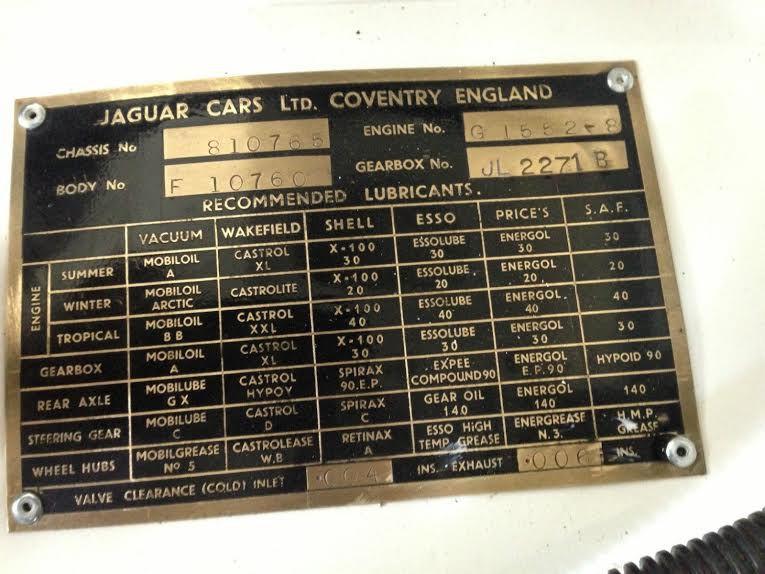 JAGUAR CARS LTD. COVENTRY ENGLAND
CHASSIS No 810765 ENGINE No. G 1552-8
BODY No F 10760 GEARBOX No. JL 2271 B
RECOMMENDED LUBRICANTS.
VACUUM WAKEFIELD SHELL ESSO PRICE'S S.A.F.
ENGINE
SUMMER MOBILOIL A CASTROL XL X-100 30 ESSOLUBE 30 ENERGOL 30 30
WINTER MOBILOIL ARCTIC CASTROLITE X-100 20 ESSOLUBE 20 ENERGOL 20 20
TROPICAL MOBILOIL BB CASTROL XXL X-100 40 ESSOLUBE 40 ENERGOL 40 40
GEARBOX MOBILOIL A CASTROL XL X-100 30 ESSOLUBE 30 ENERGOL 30 30
REAR AXLE MOBILUBE GX CASTROL HYPOY SPIRAX 90.E.P. EXPEE COMPOUND 90 ENERGOL E.P.90 HYPOID 90
STEERING GEAR MOBILUBE C CASTROL D SPIRAX C GEAR OIL 140 ENERGOL 140 140
WHEEL HUBS MOBILGREASE No 5 CASTROLEASE W.B RETINAX A ESSO HIGH TEMP. GREASE ENERGREASE N.3. H.M.P. GREASE
VALVE CLEARANCE (COLD) INLET .004 INS. EXHAUST .006 INS.